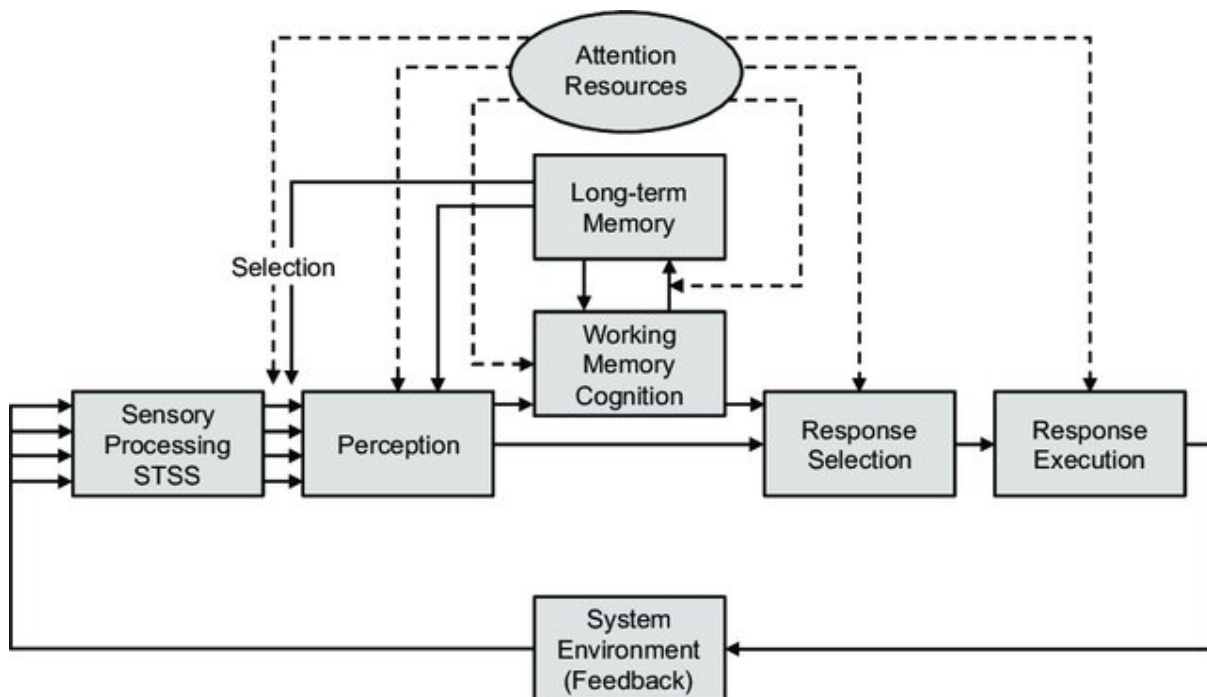 Attention
Resources
Long-term
Memory
Selection
Working
Memory
Cognition
Sensory
Processing
STSS
Perception
Response
Selection
Response
Execution
System
Environment
(Feedback)